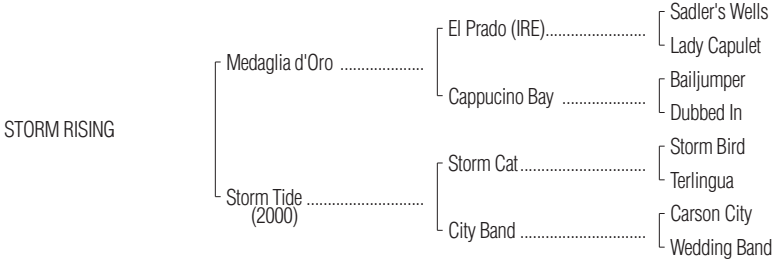 Sadler's Wells
El Prado (IRE)........................
Lady Capulet
Medaglia d'Oro ....................
Bailjumper
Cappucino Bay ....................
Dubbed In
STORM RISING
Storm Bird
Storm Cat..............................
Terlingua
Storm Tide ............................
(2000)
Carson City
City Band ..............................
Wedding Band